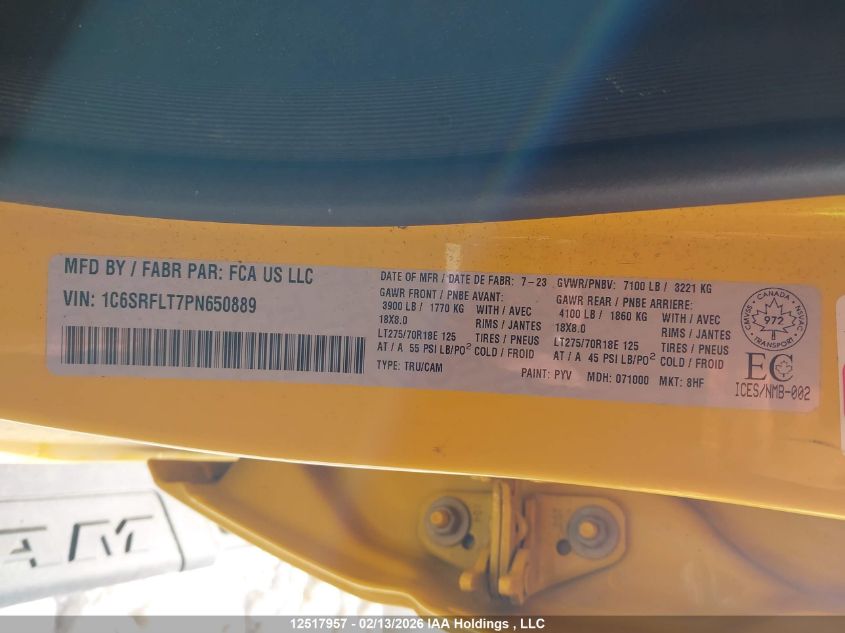 MFD BY / FABR PAR: FCA US LLC
VIN: 1C6SRFLT7PN650889
DATE OF MFR / DATE DE FABR: 7-23 GVWR/PNBV: 7100 LB / 3221 KG
GAWR FRONT / PNBE AVANT:
3900 LB / 1770 KG WITH / AVEC
18X8.0 RIMS / JANTES
LT275/70R18E 125 TIRES / PNEUS
AT / A 55 PSI LB/PO² COLD / FROID
GAWR REAR / PNBE ARRIERE:
4100 LB / 1860 KG WITH / AVEC
18X8.0 RIMS / JANTES
LT275/70R18E 125 TIRES / PNEUS
AT / A 45 PSI LB/PO² COLD / FROID
TYPE: TRU/CAM PAINT: PYV MDH: 071000 MKT: 8HF
CANADA
CMVSS 972 NSVAC
TRANSPORT
EC
ICES/NMB-002
AM
12517957 - 02/13/2026 IAA Holdings , LLC